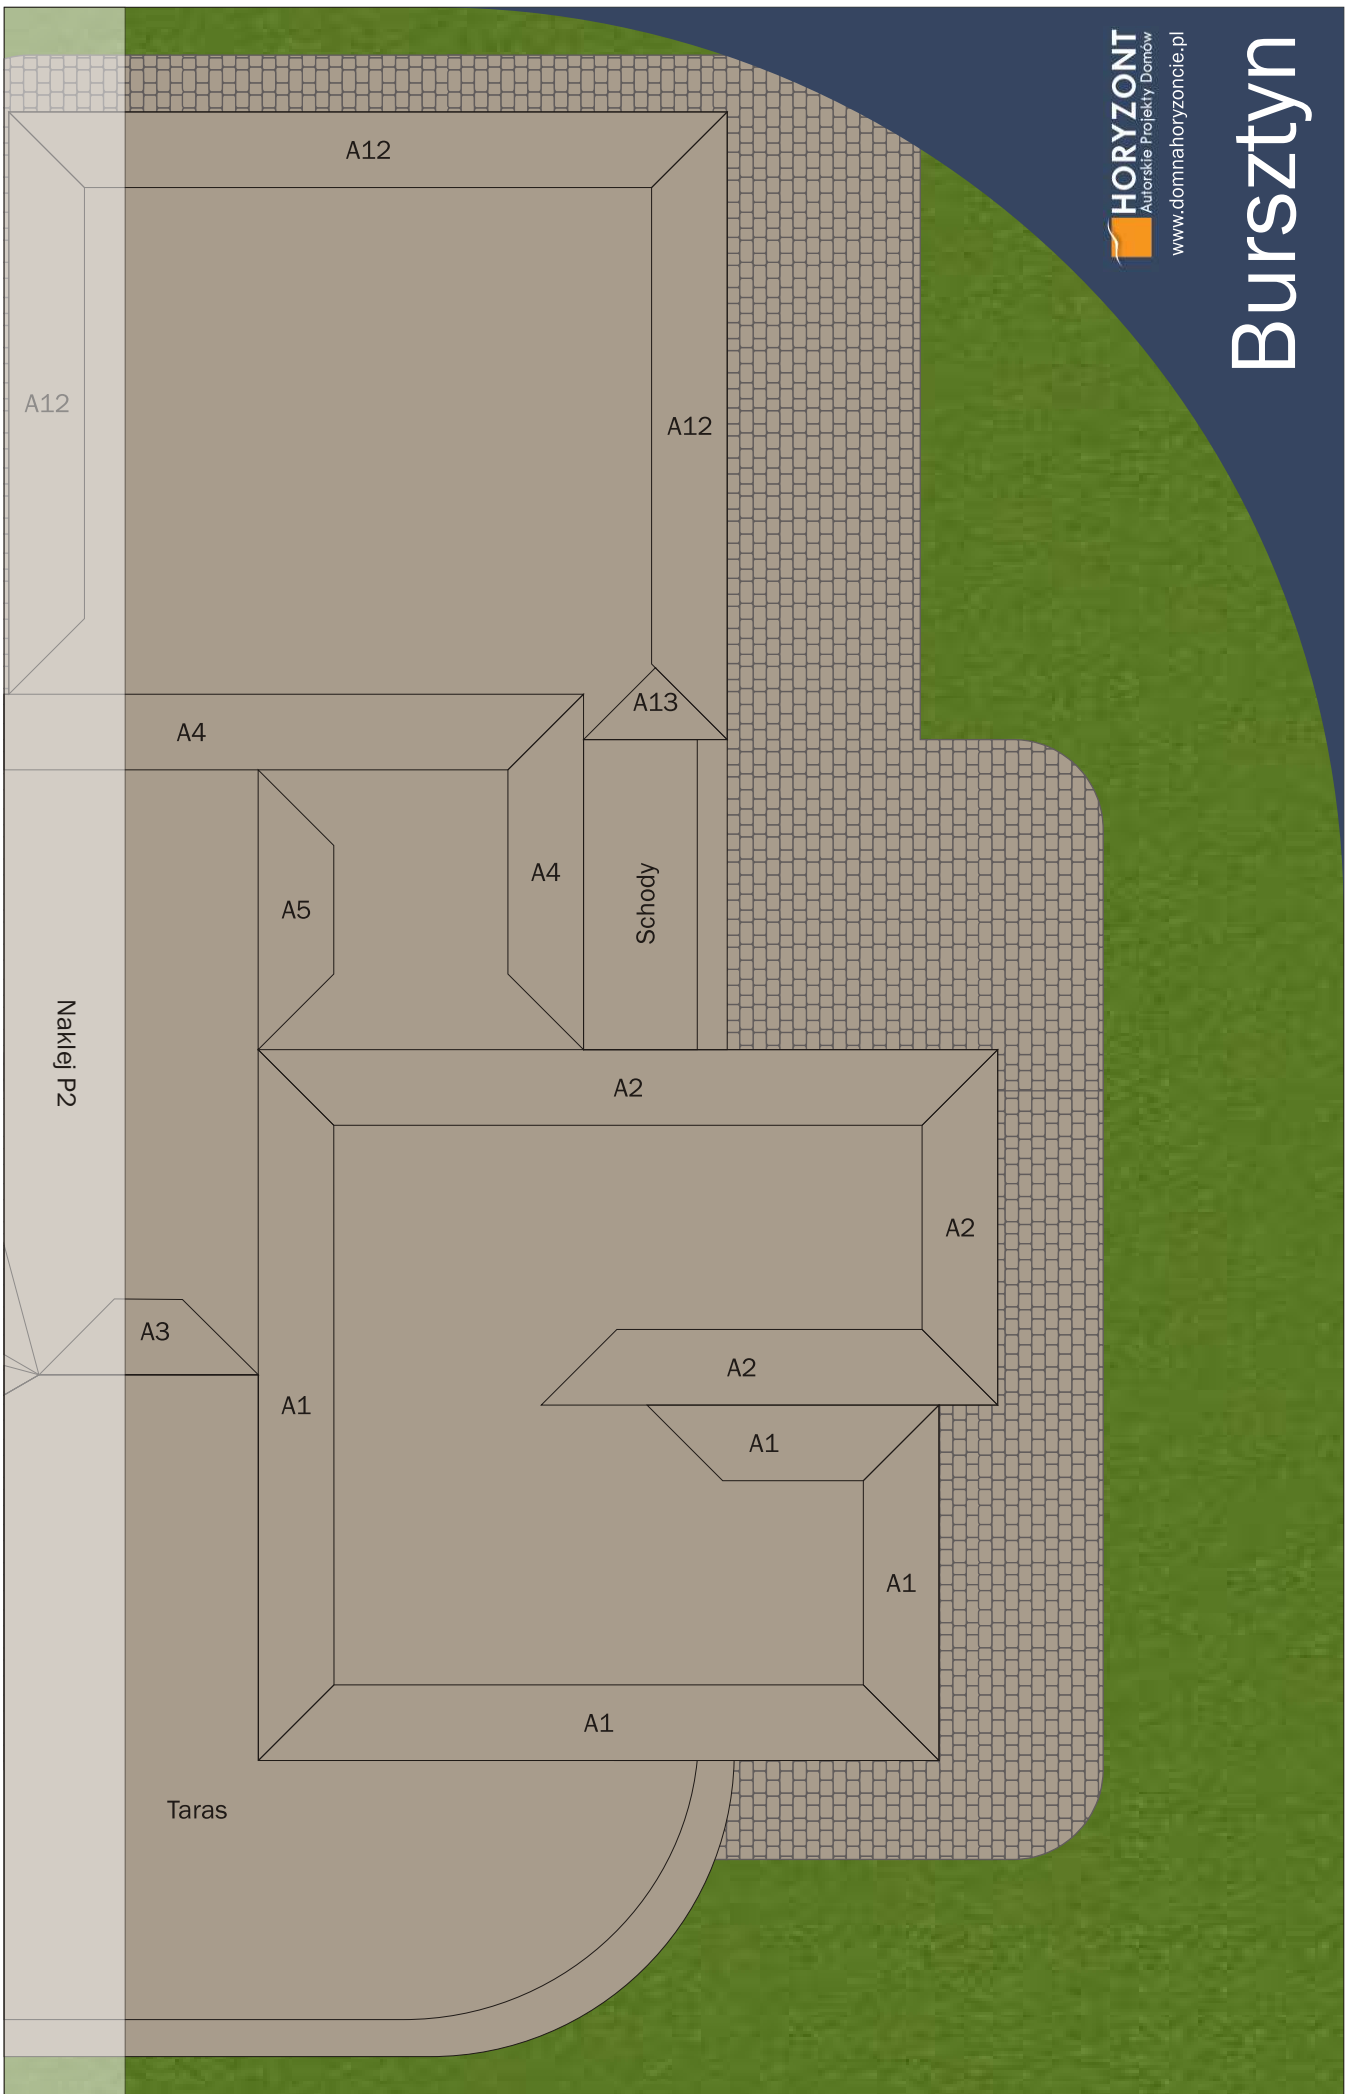 Bursztyn
HORYZONT
Autorskie Projekty Domów
www.domnahoryzoncie.pl
A12
A12
A12
A13
A4
A4
A5
Schody
Naklej P2
A2
A2
A3
A2
A1
A1
A1
A1
Taras